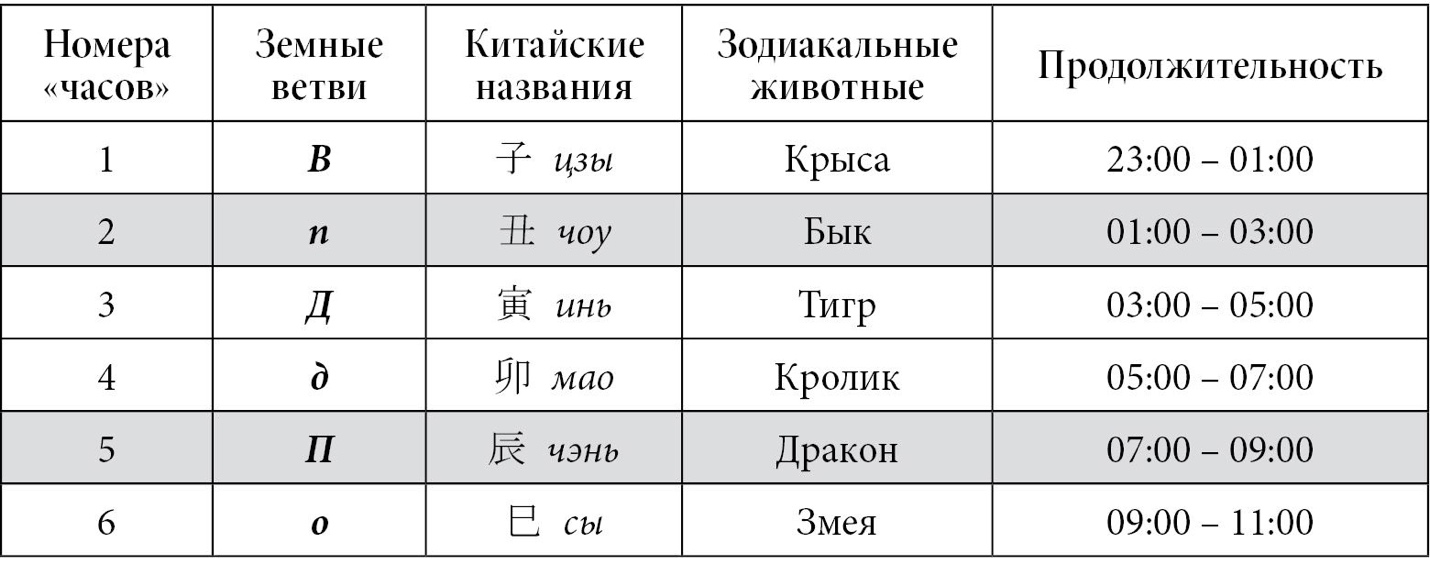 Номера «часов» Земные ветви Китайские названия Зодиакальные животные Продолжительность
1 В 子 цзы Крыса 23:00 – 01:00
2 п 丑 чоу Бык 01:00 – 03:00
3 Д 寅 инь Тигр 03:00 – 05:00
4 д 卯 мао Кролик 05:00 – 07:00
5 П 辰 чэнь Дракон 07:00 – 09:00
6 о 巳 сы Змея 09:00 – 11:00